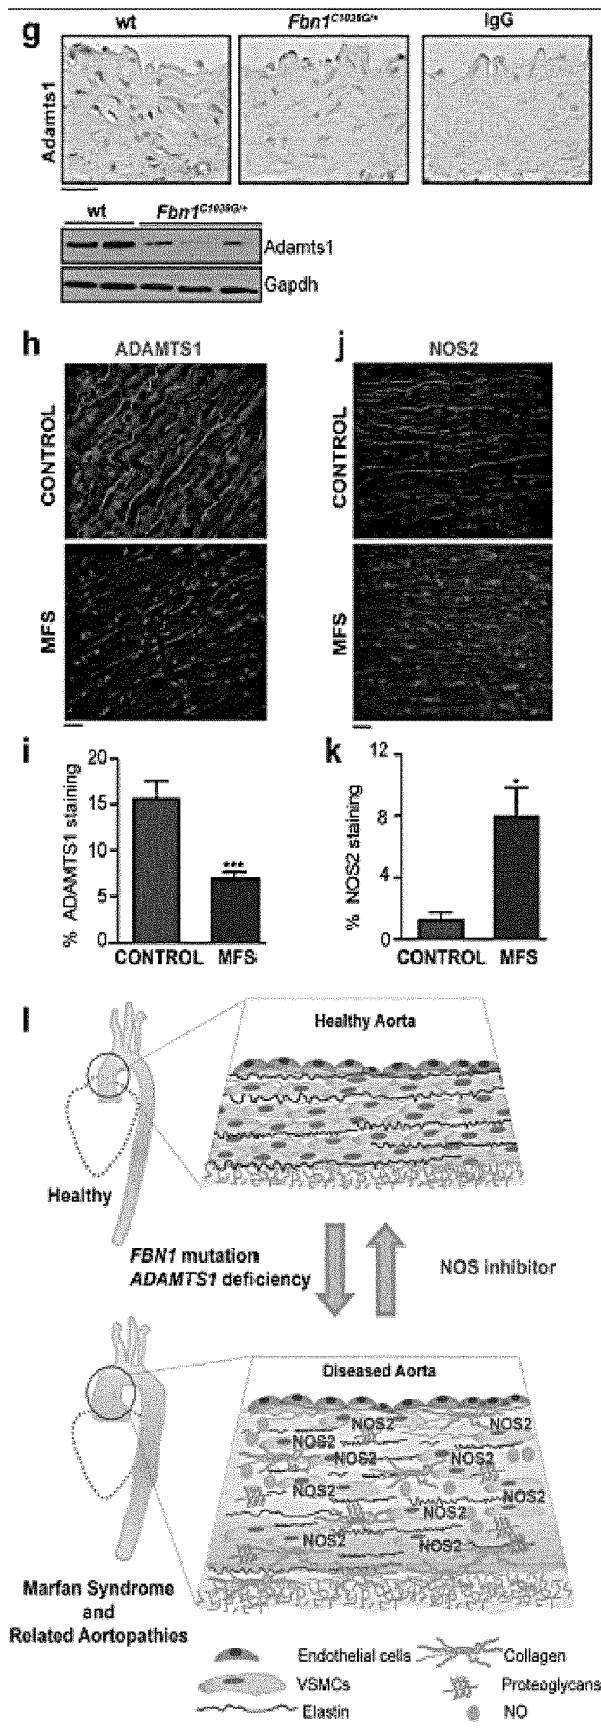 g
wt Fbn1C1039G/+ IgG
Adamts1
wt Fbn1C1039G/+
Adamts1
Gapdh
h ADAMTS1
CONTROL
MFS
j NOS2
CONTROL
MFS
i
% ADAMTS1 staining
20
15
10
5
0
***
CONTROL MFS
k
% NOS2 staining
12
8
4
0
*
CONTROL MFS
l
Healthy Aorta
Healthy
FBN1 mutation
ADAMTS1 deficiency
NOS inhibitor
Diseased Aorta
NOS2 NOS2
NOS2
NOS2 NOS2
NOS2 NOS2
NOS2
NOS2 NOS2
Marfan Syndrome
and
Related Aortopathies
Endothelial cells Collagen
VSMCs Proteoglycans
Elastin NO